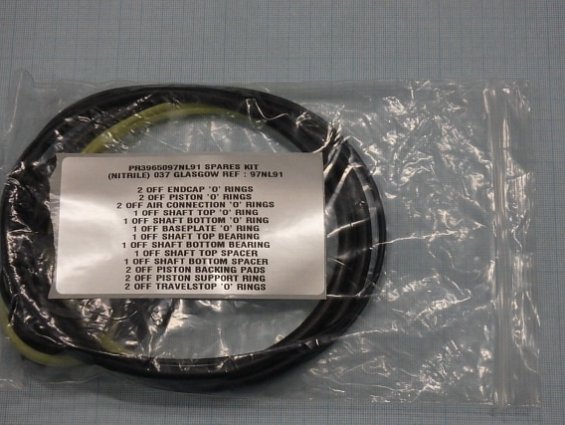 PR3965097NL91 SPARES KIT
(NITRILE) 037 GLASGOW REF : 97NL91
2 OFF ENDCAP 'O' RINGS
2 OFF PISTON 'O' RINGS
2 OFF AIR CONNECTION 'O' RINGS
1 OFF SHAFT TOP 'O' RING
1 OFF SHAFT BOTTOM 'O' RING
1 OFF BASEPLATE 'O' RING
1 OFF SHAFT TOP BEARING
1 OFF SHAFT BOTTOM BEARING
1 OFF SHAFT TOP SPACER
1 OFF SHAFT BOTTOM SPACER
2 OFF PISTON BACKING PADS
2 OFF PISTON SUPPORT RING
2 OFF TRAVELSTOP 'O' RINGS